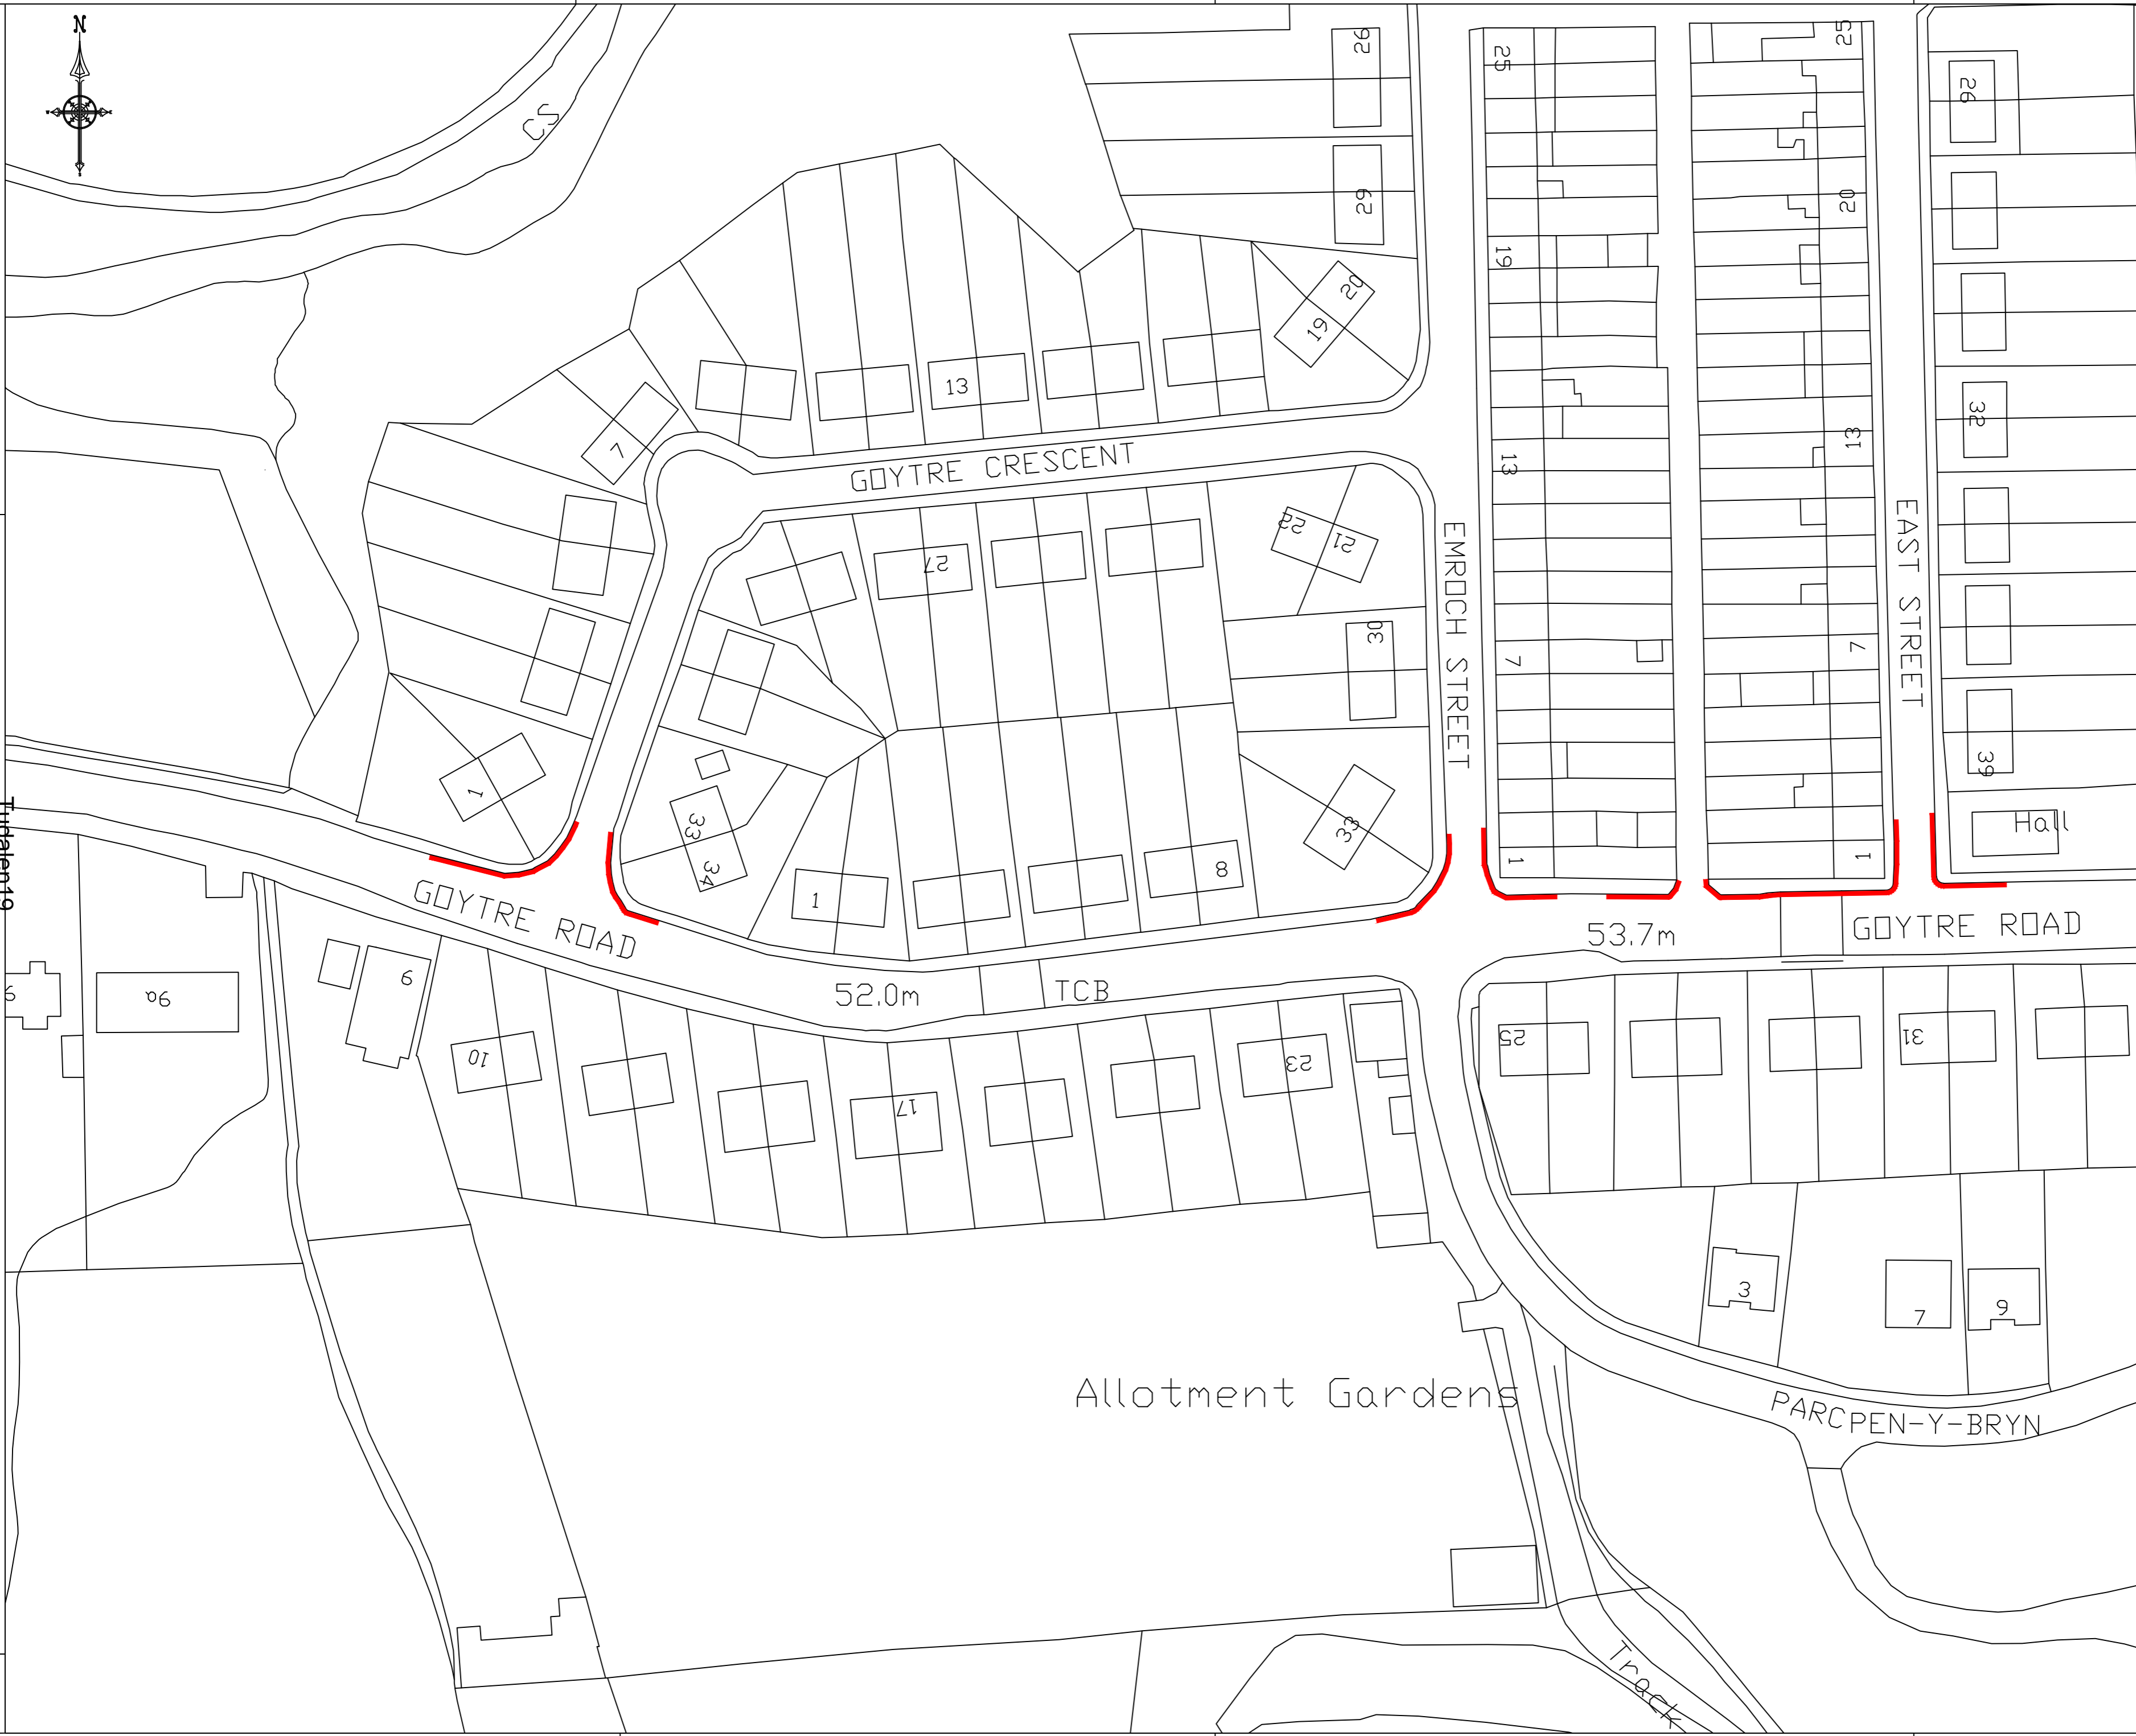 N
CS
26
25
25
26
29
20
19
20
19
13
32
7
GOYTRE CRESCENT
13
13
EMROCH STREET
EAST STREET
22
21
27
30
7
7
39
1
33
34
33
Hall
1
1
8
1
Tudalen19
GOYTRE ROAD
53.7m
GOYTRE ROAD
52.0m
TCB
9
9a
10
25
31
23
17
3
7
9
Allotment Gardens
PARCPEN-Y-BRYN
Track